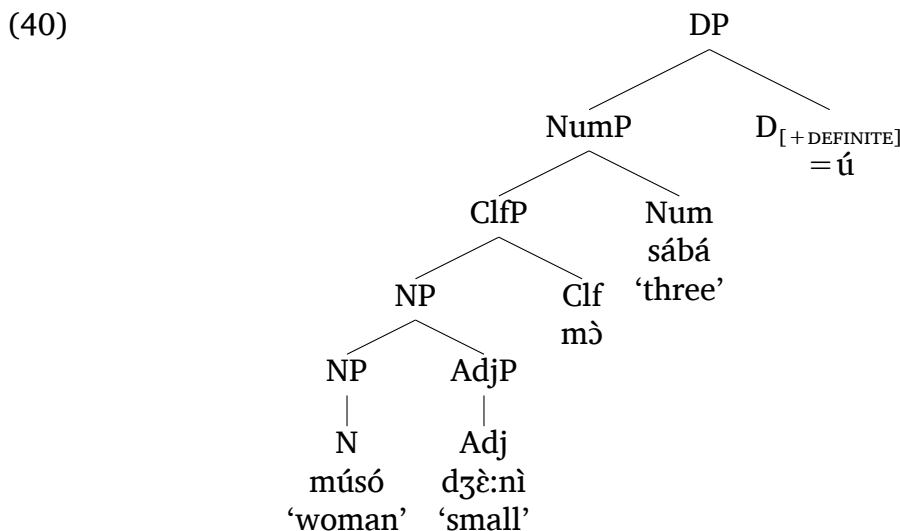 (40)
DP
NumP D[+DEFINITE]
=ú
ClfP Num
sábá
‘three’
NP Clf
mɔ̀
NP AdjP
N Adj
músó dʒɛ̀:nì
‘woman’ ‘small’